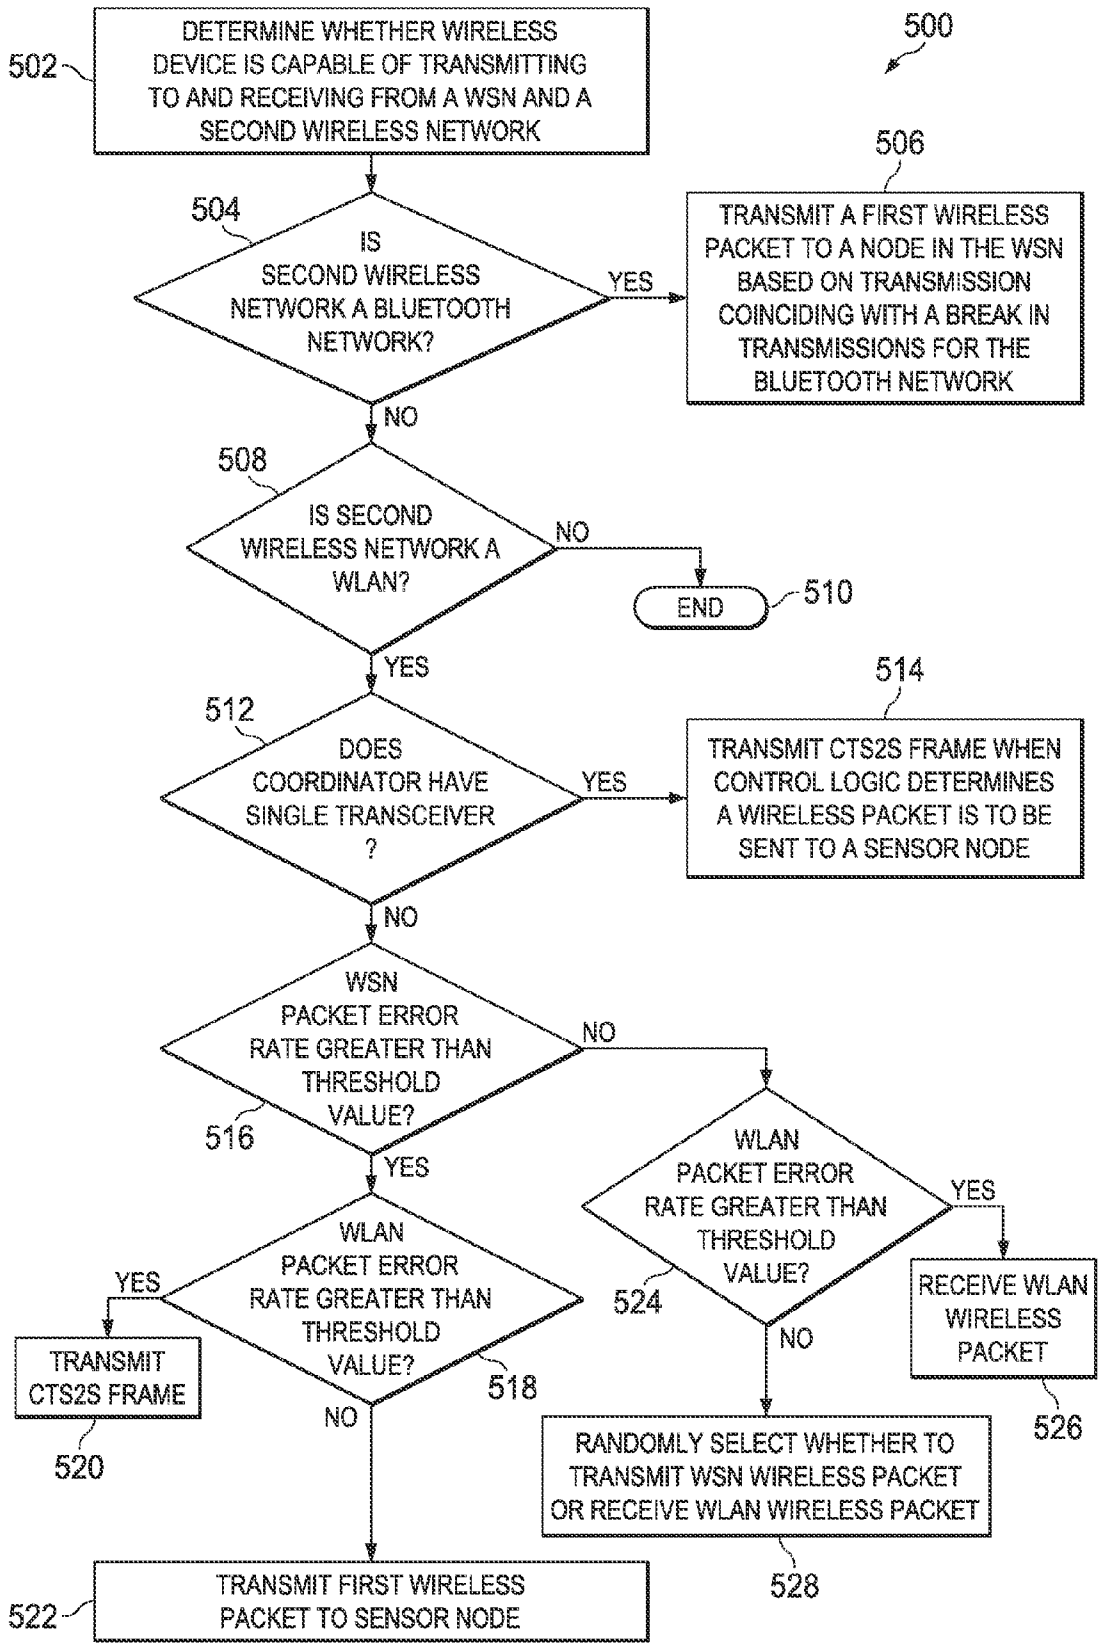 500
502
DETERMINE WHETHER WIRELESS
DEVICE IS CAPABLE OF TRANSMITTING
TO AND RECEIVING FROM A WSN AND A
SECOND WIRELESS NETWORK
504
IS
SECOND WIRELESS
NETWORK A BLUETOOTH
NETWORK?
YES
506
TRANSMIT A FIRST WIRELESS
PACKET TO A NODE IN THE WSN
BASED ON TRANSMISSION
COINCIDING WITH A BREAK IN
TRANSMISSIONS FOR THE
BLUETOOTH NETWORK
NO
508
IS SECOND
WIRELESS NETWORK A
WLAN?
NO
END
510
YES
512
DOES
COORDINATOR HAVE
SINGLE TRANSCEIVER
?
YES
514
TRANSMIT CTS2S FRAME WHEN
CONTROL LOGIC DETERMINES
A WIRELESS PACKET IS TO BE
SENT TO A SENSOR NODE
NO
WSN
PACKET ERROR
RATE GREATER THAN
THRESHOLD
VALUE?
516
NO
YES
WLAN
PACKET ERROR
RATE GREATER THAN
THRESHOLD
VALUE?
524
YES
RECEIVE WLAN
WIRELESS
PACKET
526
NO
RANDOMLY SELECT WHETHER TO
TRANSMIT WSN WIRELESS PACKET
OR RECEIVE WLAN WIRELESS PACKET
528
WLAN
PACKET ERROR
RATE GREATER THAN
THRESHOLD
VALUE?
518
YES
TRANSMIT
CTS2S FRAME
520
NO
522
TRANSMIT FIRST WIRELESS
PACKET TO SENSOR NODE